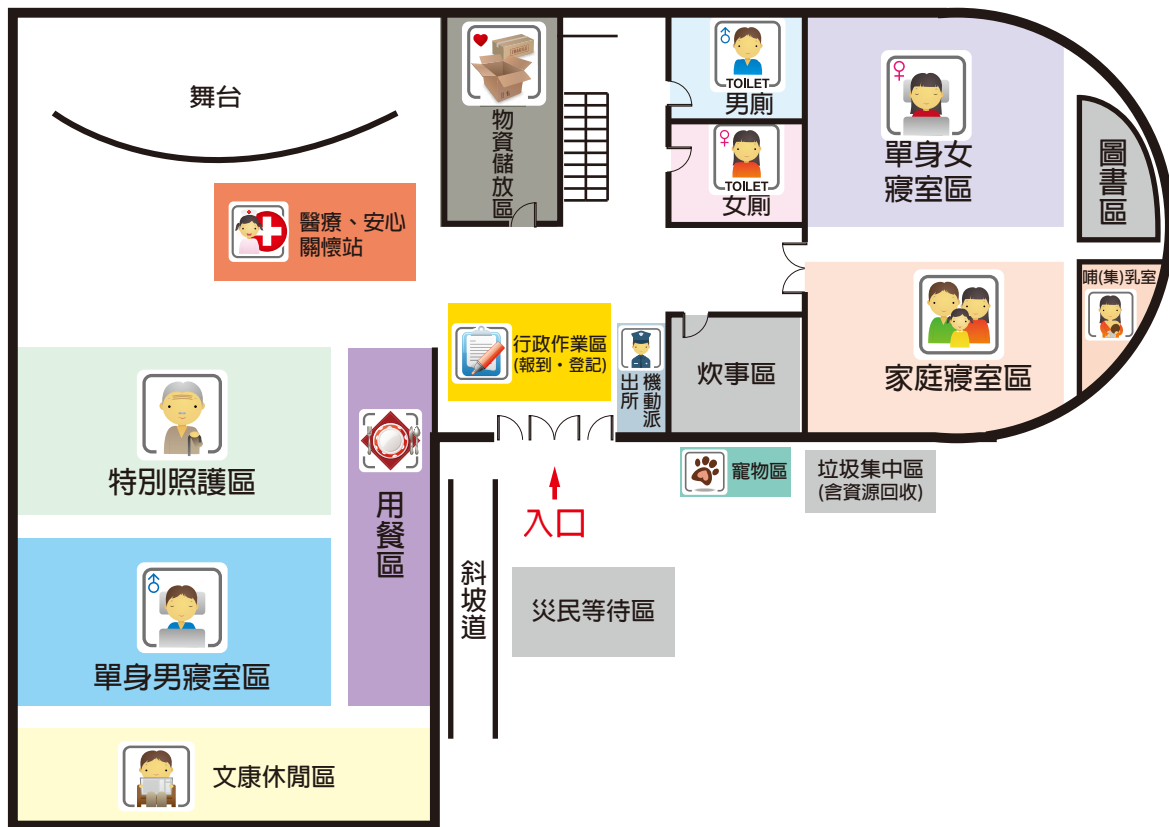 舞台
物資儲放區
TOILET
男廁
TOILET
女廁
單身女
寢室區
圖書區
醫療、安心
關懷站
哺(集)乳室
行政作業區
(報到・登記)
機動派
出所
炊事區
家庭寢室區
特別照護區
用餐區
入口
寵物區
垃圾集中區
(含資源回收)
單身男寢室區
斜坡道
災民等待區
文康休閒區